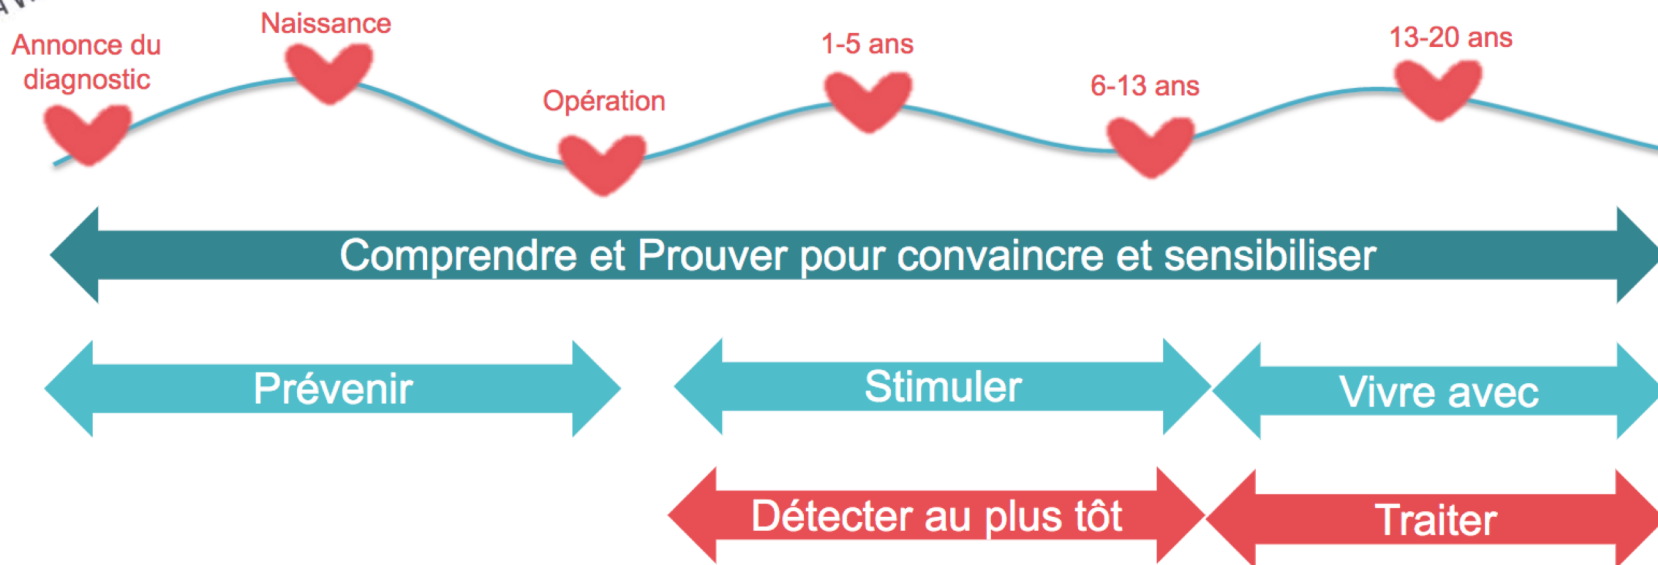 Naissance
Annonce du
diagnostic
Opération
1-5 ans
6-13 ans
13-20 ans
Comprendre et Prouver pour convaincre et sensibiliser
Prévenir
Stimuler
Vivre avec
Détecter au plus tôt
Traiter